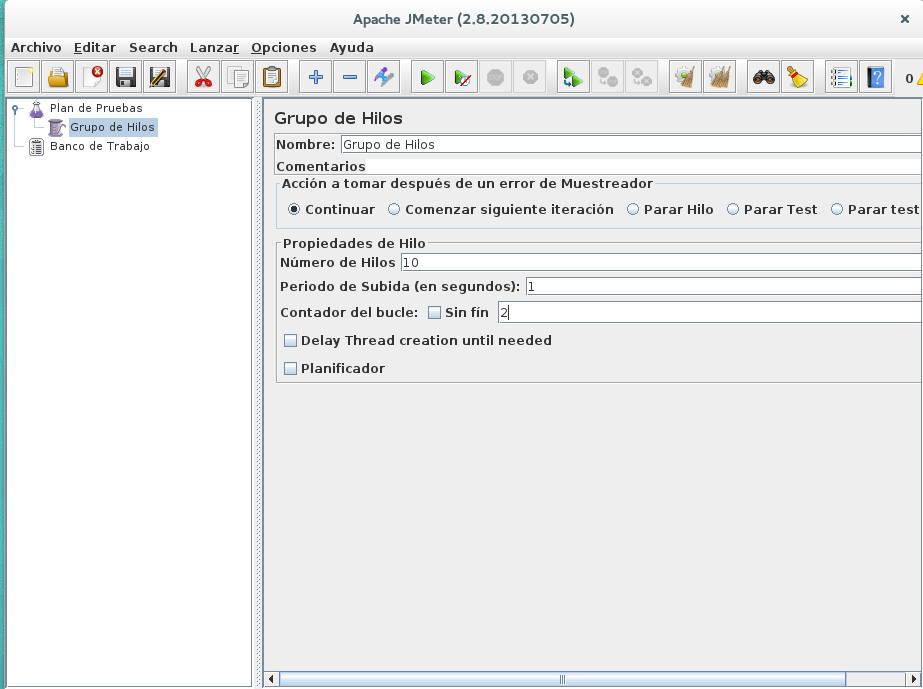 Apache JMeter (2.8.20130705)
Archivo Editar Search Lanzar Opciones Ayuda
0
Plan de Pruebas
Grupo de Hilos
Banco de Trabajo
Grupo de Hilos
Nombre: Grupo de Hilos
Comentarios
Acción a tomar después de un error de Muestreador
Continuar Comenzar siguiente iteración Parar Hilo Parar Test Parar test
Propiedades de Hilo
Número de Hilos 10
Periodo de Subida (en segundos): 1
Contador del bucle: Sin fín 2
Delay Thread creation until needed
Planificador